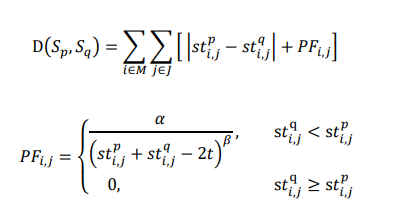 D(S_p, S_q) = ∑_{i∈M} ∑_{j∈J} [ |st^p_{i,j} − st^q_{i,j}| + PF_{i,j} ]
PF_{i,j} = { α / (st^p_{i,j} + st^q_{i,j} − 2t)^β, st^q_{i,j} < st^p_{i,j}
0, st^q_{i,j} ≥ st^p_{i,j}